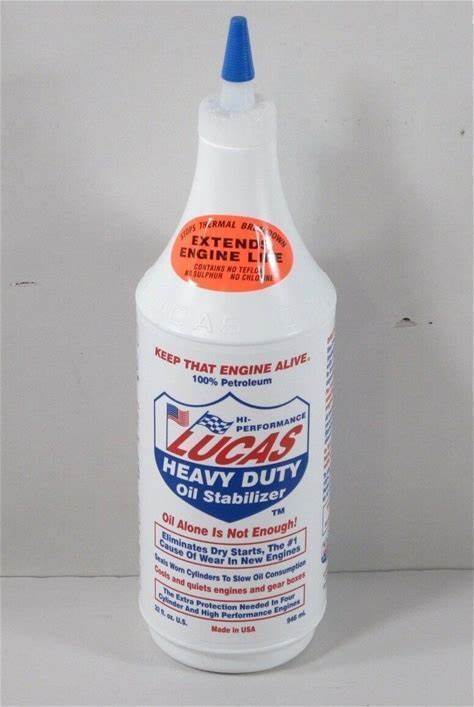 STOPS THERMAL BREAKDOWN
EXTENDS
ENGINE LIFE
CONTAINS NO TEFLON
NO SULPHUR NO CHLORINE
LUCAS
KEEP THAT ENGINE ALIVE.
100% Petroleum
HI-
PERFORMANCE
LUCAS
HEAVY DUTY
Oil Stabilizer
TM
Oil Alone Is Not Enough!
Eliminates Dry Starts, The #1
Cause Of Wear In New Engines
Seals Worn Cylinders To Slow Oil Consumption
Cools and quiets engines and gear boxes
The Extra Protection Needed In Four
Cylinder And High Performance Engines
32 fl. oz. U.S.
946 ml.
Made in USA